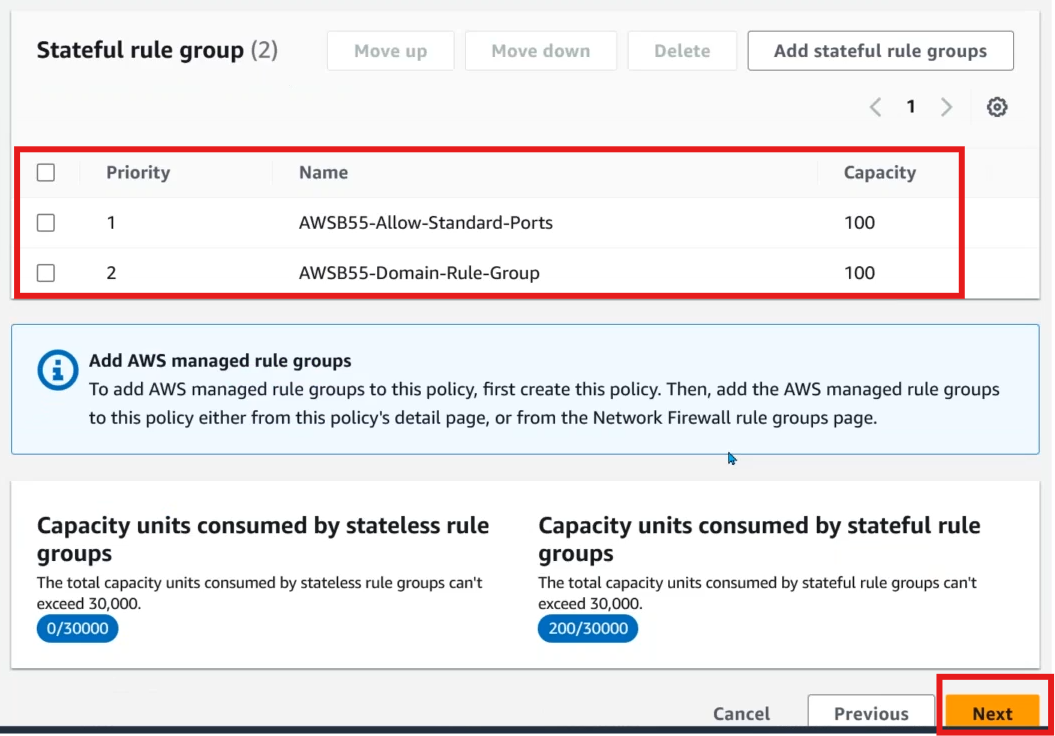 Stateful rule group (2)
Move up
Move down
Delete
Add stateful rule groups
1
Priority Name Capacity
1 AWSB55-Allow-Standard-Ports 100
2 AWSB55-Domain-Rule-Group 100
Add AWS managed rule groups
To add AWS managed rule groups to this policy, first create this policy. Then, add the AWS managed rule groups
to this policy either from this policy's detail page, or from the Network Firewall rule groups page.
Capacity units consumed by stateless rule
groups
The total capacity units consumed by stateless rule groups can't
exceed 30,000.
0/30000
Capacity units consumed by stateful rule
groups
The total capacity units consumed by stateful rule groups can't
exceed 30,000.
200/30000
Cancel
Previous
Next